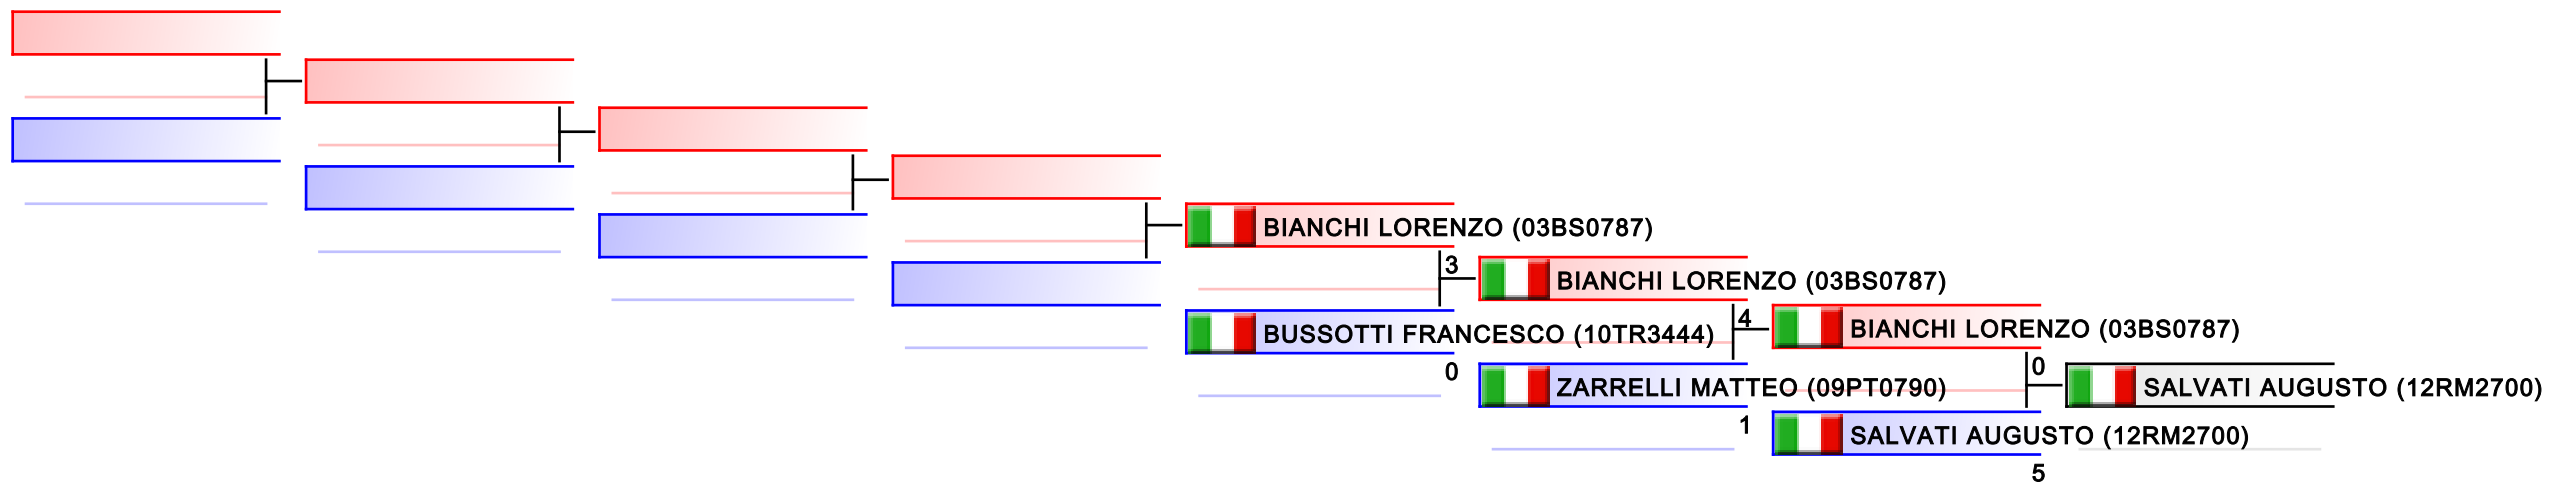 BIANCHI LORENZO (03BS0787)
3
BIANCHI LORENZO (03BS0787)
BUSSOTTI FRANCESCO (10TR3444)
4
BIANCHI LORENZO (03BS0787)
0
ZARRELLI MATTEO (09PT0790)
0
SALVATI AUGUSTO (12RM2700)
1
SALVATI AUGUSTO (12RM2700)
5